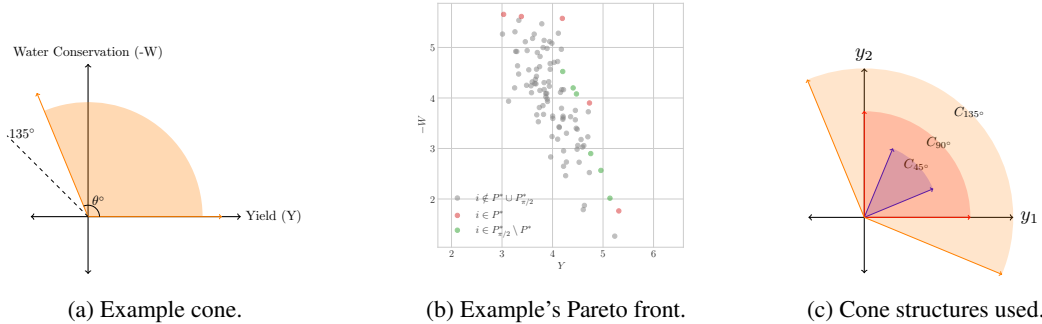 Water Conservation (-W)
135°
θ°
Yield (Y)
(a) Example cone.
5
4
3
2
−W
i ∉ P* ∪ P*π/2
i ∈ P*
i ∈ P*π/2 \ P*
2 3 4 5 6
Y
(b) Example's Pareto front.
y2
C135°
C90°
C45°
y1
(c) Cone structures used.